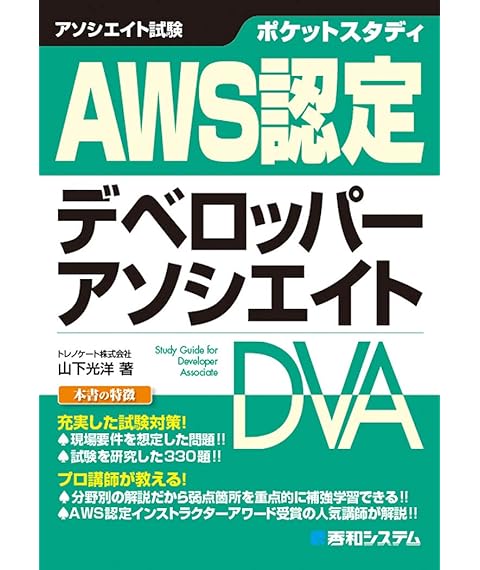 アソシエイト試験
ポケットスタディ
AWS認定
デベロッパー
アソシエイト
トレノケート株式会社
山下光洋 著
Study Guide for
Developer
Associate
DVA
本書の特徴
充実した試験対策!
♠現場要件を想定した問題!!
♠試験を研究した330題!!
プロ講師が教える!
♠分野別の解説だから弱点箇所を重点的に補強学習できる!!
♠AWS認定インストラクターアワード受賞の人気講師が解説!!
秀和システム